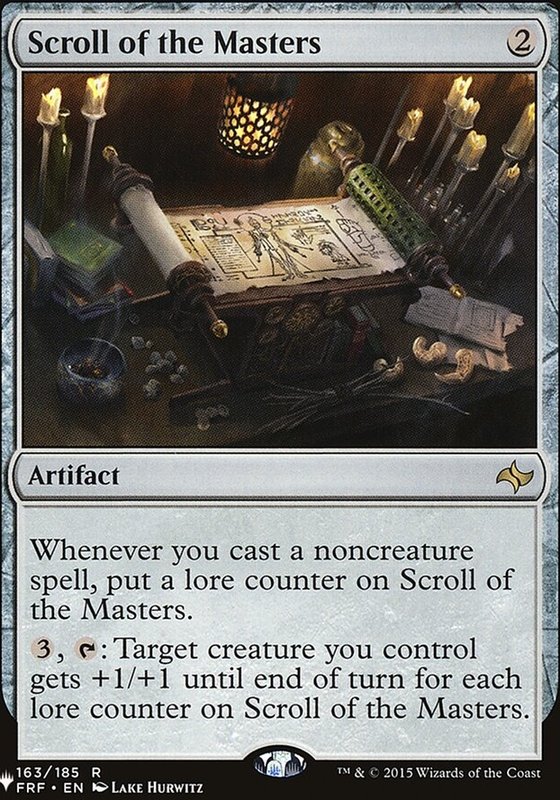 Scroll of the Masters 2
Artifact
Whenever you cast a noncreature
spell, put a lore counter on Scroll of
the Masters.
3, : Target creature you control
gets +1/+1 until end of turn for each
lore counter on Scroll of the Masters.
163/185 R
FRF • EN Lake Hurwitz
™ & © 2015 Wizards of the Coast